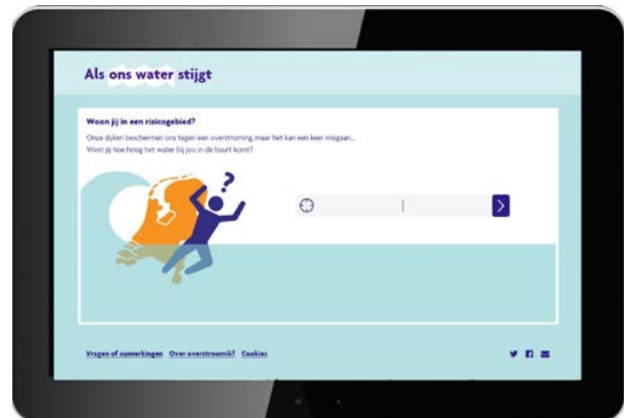 Als ons water stijgt
Woon jij in een risicogebied?
Onze dijken beschermen ons tegen een overstroming, maar het kan een keer misgaan...
Weet jij hoe hoog het water bij jou in de buurt komt?
?
Vragen of opmerkingen Over overstroomik? Cookies